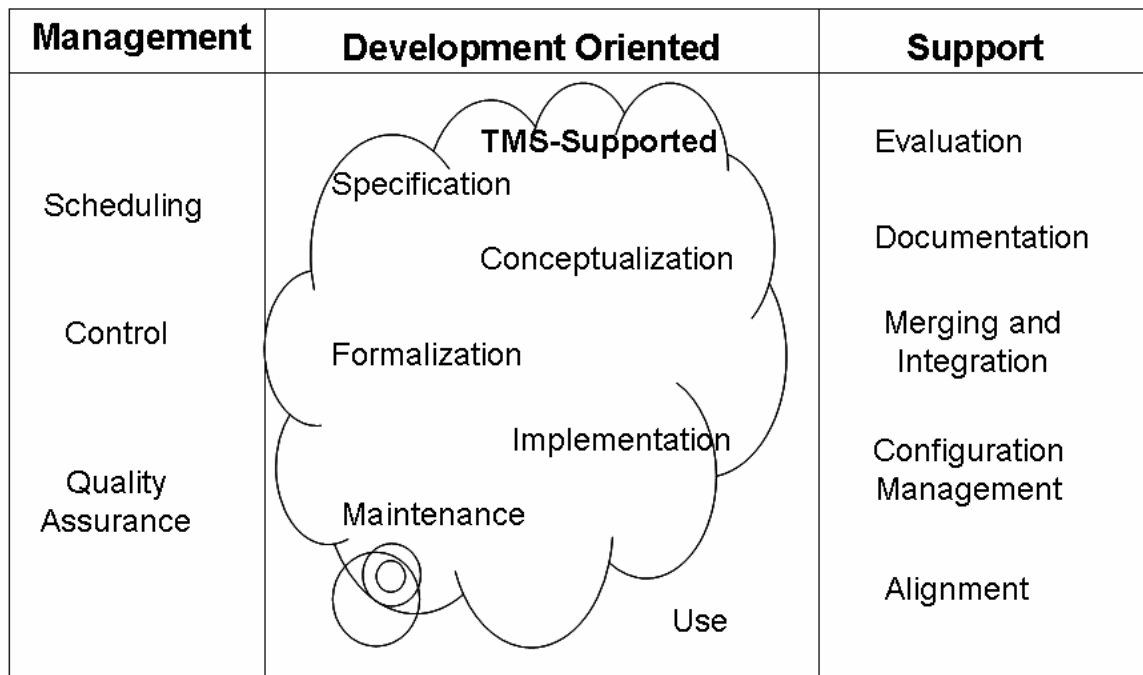 Management
Development Oriented
Support
Scheduling
Control
Quality
Assurance
TMS-Supported
Specification
Conceptualization
Formalization
Implementation
Maintenance
Use
Evaluation
Documentation
Merging and
Integration
Configuration
Management
Alignment